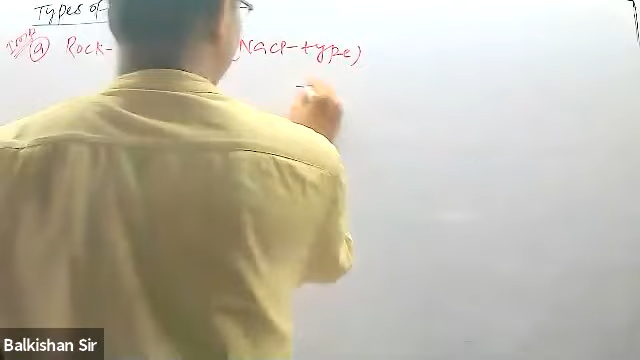 Types of
Imp (a) Rock- (NaCl-type)
Balkishan Sir